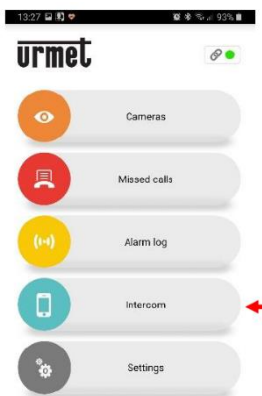 13:27 93%
urmet
Cameras
Missed calls
Alarm log
Intercom
Settings